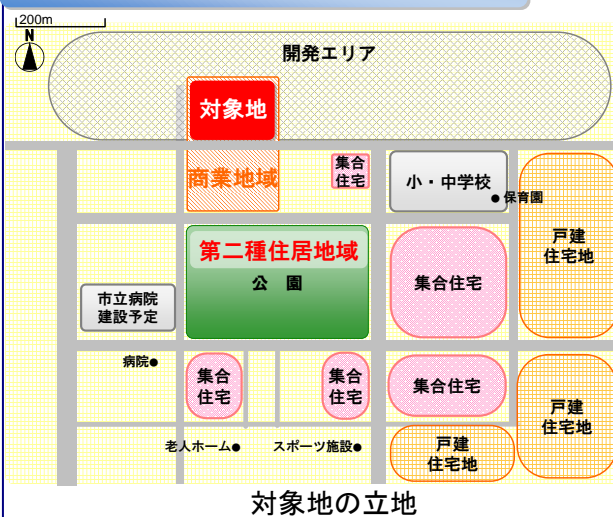 200m
N
開発エリア
対象地
商業地域
集合
住宅
小・中学校
●保育園
戸建
住宅地
第二種住居地域
公　園
集合住宅
市立病院
建設予定
病院●
集合
住宅
集合
住宅
集合住宅
戸建
住宅地
老人ホーム●
スポーツ施設●
戸建
住宅地
対象地の立地